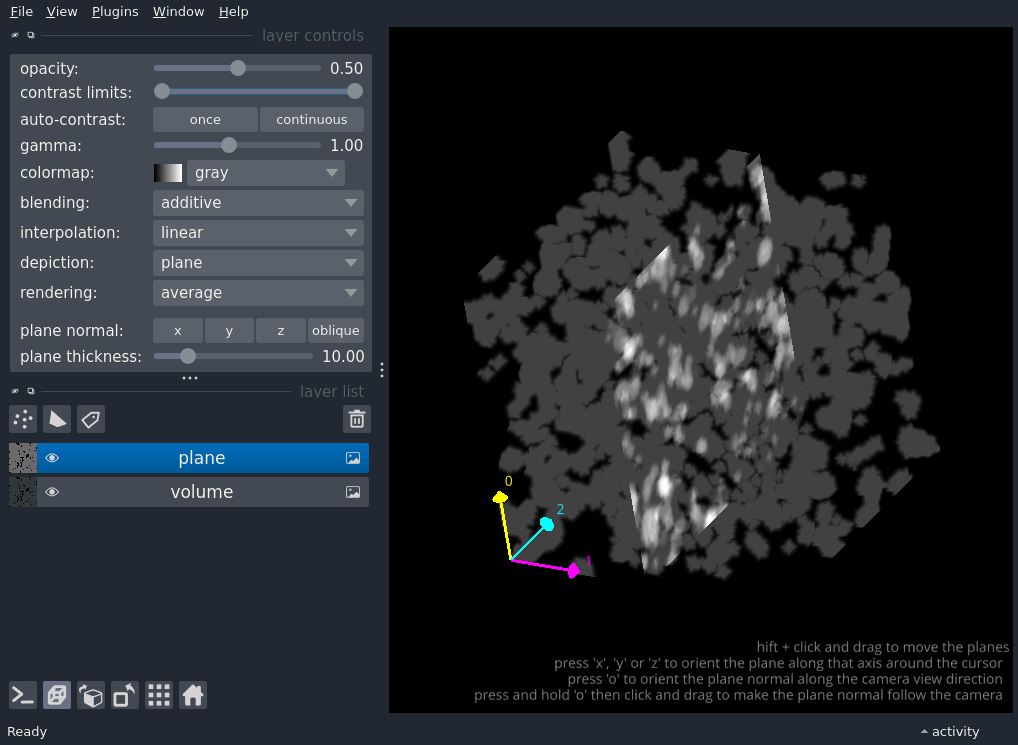 File View Plugins Window Help
layer controls
opacity: 0.50
contrast limits:
auto-contrast: once continuous
gamma: 1.00
colormap: gray
blending: additive
interpolation: linear
depiction: plane
rendering: average
plane normal: x y z oblique
plane thickness: 10.00
layer list
plane
volume
0
2
1
hift + click and drag to move the planes
press 'x', 'y' or 'z' to orient the plane along that axis around the cursor
press 'o' to orient the plane normal along the camera view direction
press and hold 'o' then click and drag to make the plane normal follow the camera
Ready activity